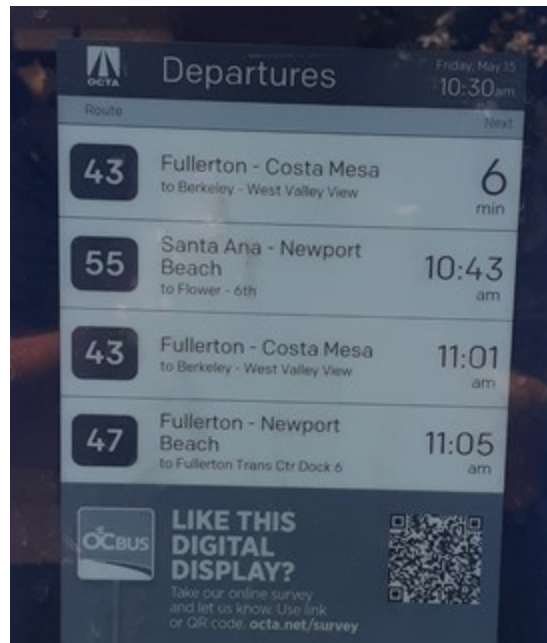 OCTA
Departures
Friday, May 15
10:30am
Route
Next
43
Fullerton - Costa Mesa
to Berkeley - West Valley View
6
min
55
Santa Ana - Newport
Beach
to Flower - 6th
10:43
am
43
Fullerton - Costa Mesa
to Berkeley - West Valley View
11:01
am
47
Fullerton - Newport
Beach
to Fullerton Trans Ctr Dock 6
11:05
am
OCBUS
LIKE THIS
DIGITAL
DISPLAY?
Take our online survey
and let us know. Use link
or QR code. octa.net/survey